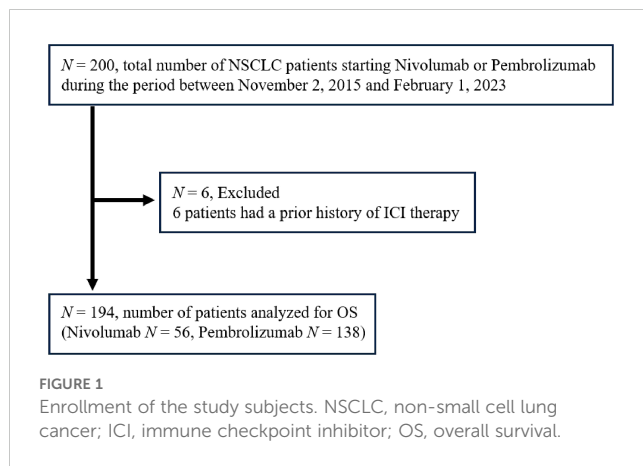 N = 200, total number of NSCLC patients starting Nivolumab or Pembrolizumab
during the period between November 2, 2015 and February 1, 2023
N = 6, Excluded
6 patients had a prior history of ICI therapy
N = 194, number of patients analyzed for OS
(Nivolumab N = 56, Pembrolizumab N = 138)
FIGURE 1
Enrollment of the study subjects. NSCLC, non-small cell lung
cancer; ICI, immune checkpoint inhibitor; OS, overall survival.